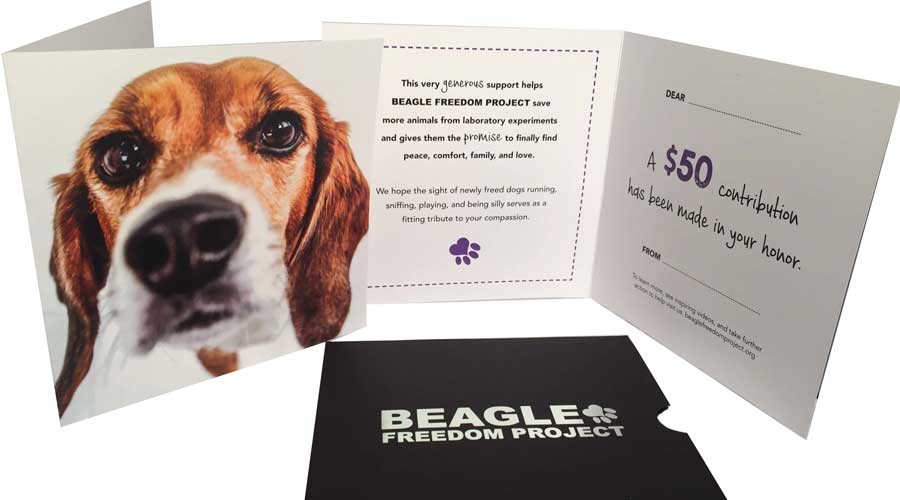 This very generous support helps
BEAGLE FREEDOM PROJECT save
more animals from laboratory experiments
and gives them the promise to finally find
peace, comfort, family, and love.
We hope the sight of newly freed dogs running,
sniffing, playing, and being silly serves as a
fitting tribute to your compassion.
DEAR
A $50 contribution
has been made in your honor.
FROM
To learn more, see inspiring videos, and take further
action to help visit us: beaglefreedomproject.org
BEAGLE
FREEDOM PROJECT